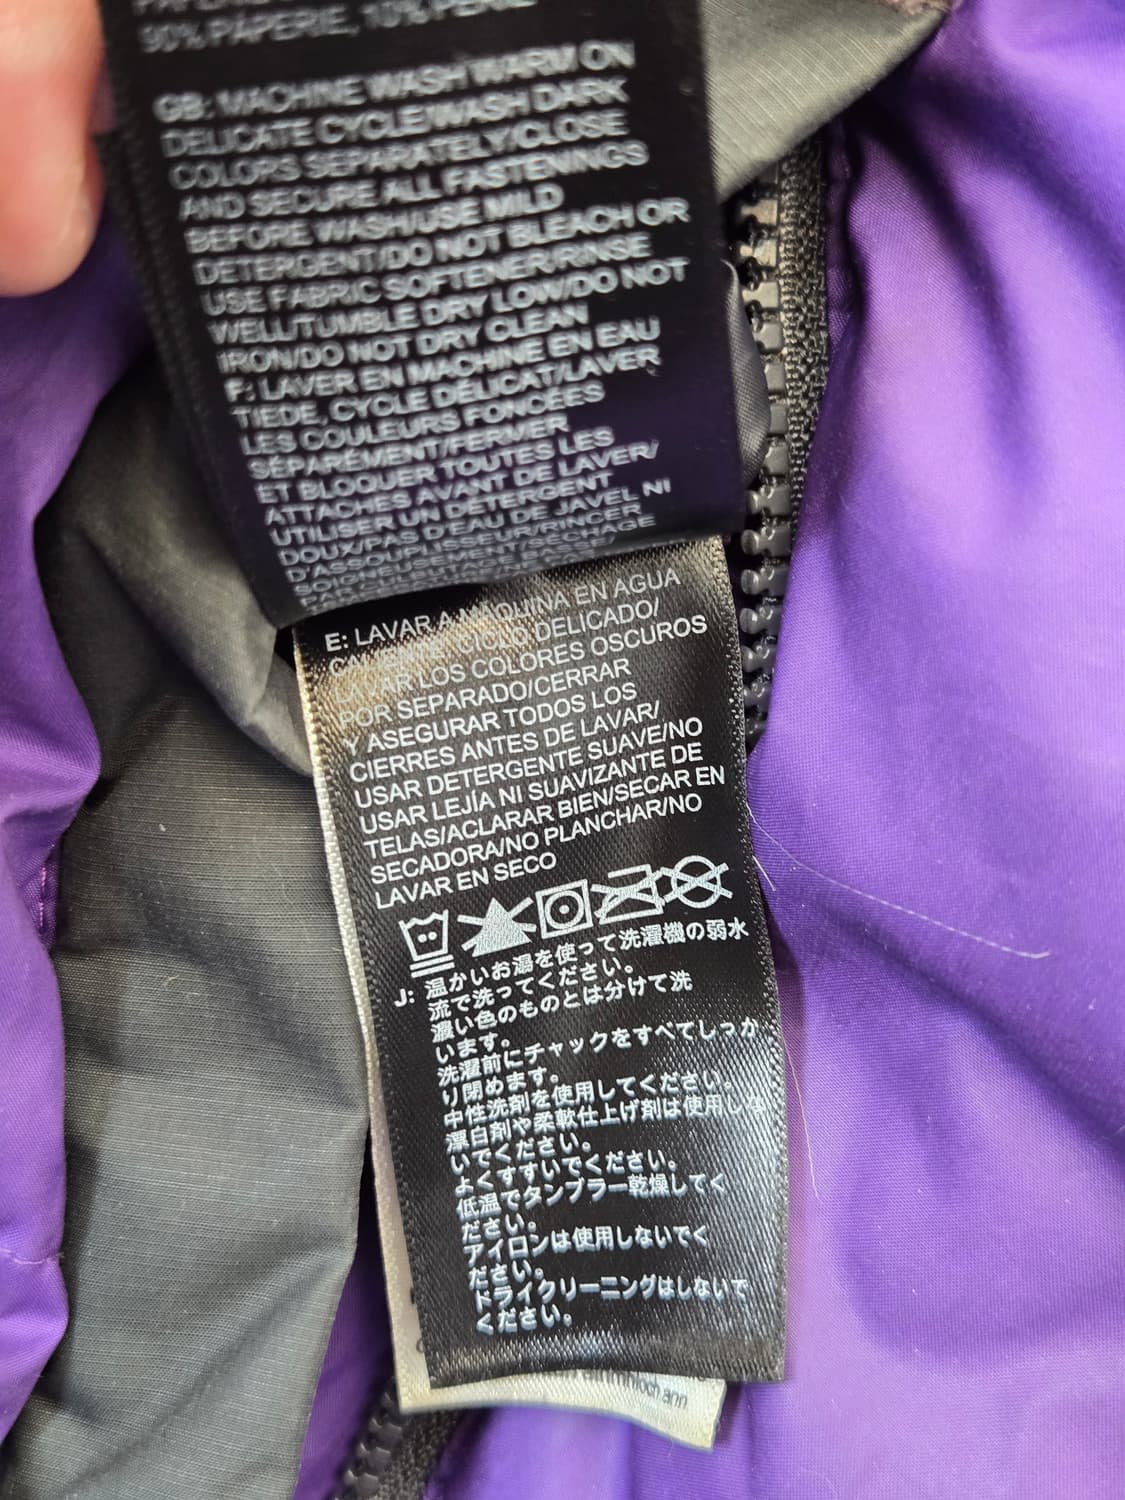 90% PAPERIE, 10%
GB: MACHINE WASH WARM ON
DELICATE CYCLE/WASH DARK
COLORS SEPARATELY/CLOSE
AND SECURE ALL FASTENINGS
BEFORE WASH/USE MILD
DETERGENT/DO NOT BLEACH OR
USE FABRIC SOFTENER/RINSE
WELL/TUMBLE DRY LOW/DO NOT
IRON/DO NOT DRY CLEAN
F: LAVER EN MACHINE EN EAU
TIÈDE, CYCLE DÉLICAT/LAVER
LES COULEURS FONCÉES
SÉPARÉMENT/FERMER
ET BLOQUER TOUTES LES
ATTACHES AVANT DE LAVER/
UTILISER UN DÉTERGENT
DOUX/PAS D'EAU DE JAVEL NI
D'ASSOUPLISSEUR/RINCER
SOIGNEUSEMENT/SÉCHAGE
E: LAVAR A MÁQUINA EN AGUA
CALIENTE, CICLO DELICADO/
LAVAR LOS COLORES OSCUROS
POR SEPARADO/CERRAR
Y ASEGURAR TODOS LOS
CIERRES ANTES DE LAVAR/
USAR DETERGENTE SUAVE/NO
USAR LEJÍA NI SUAVIZANTE DE
TELAS/ACLARAR BIEN/SECAR EN
SECADORA/NO PLANCHAR/NO
LAVAR EN SECO
J: 温かいお湯を使って洗濯機の弱水
流で洗ってください。
濃い色のものとは分けて洗
います。
洗濯前にチャックをすべてしっか
り閉めます。
中性洗剤を使用してください。
漂白剤や柔軟仕上げ剤は使用しな
いでください。
よくすすいでください。
低温でタンブラー乾燥してく
ださい。
アイロンは使用しないでく
ださい。
ドライクリーニングはしないで
ください。
ann